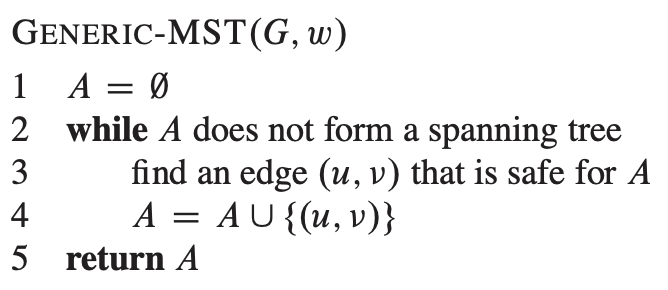 GENERIC-MST(G, w)
1 A = ∅
2 while A does not form a spanning tree
3 find an edge (u, v) that is safe for A
4 A = A ∪ {(u, v)}
5 return A